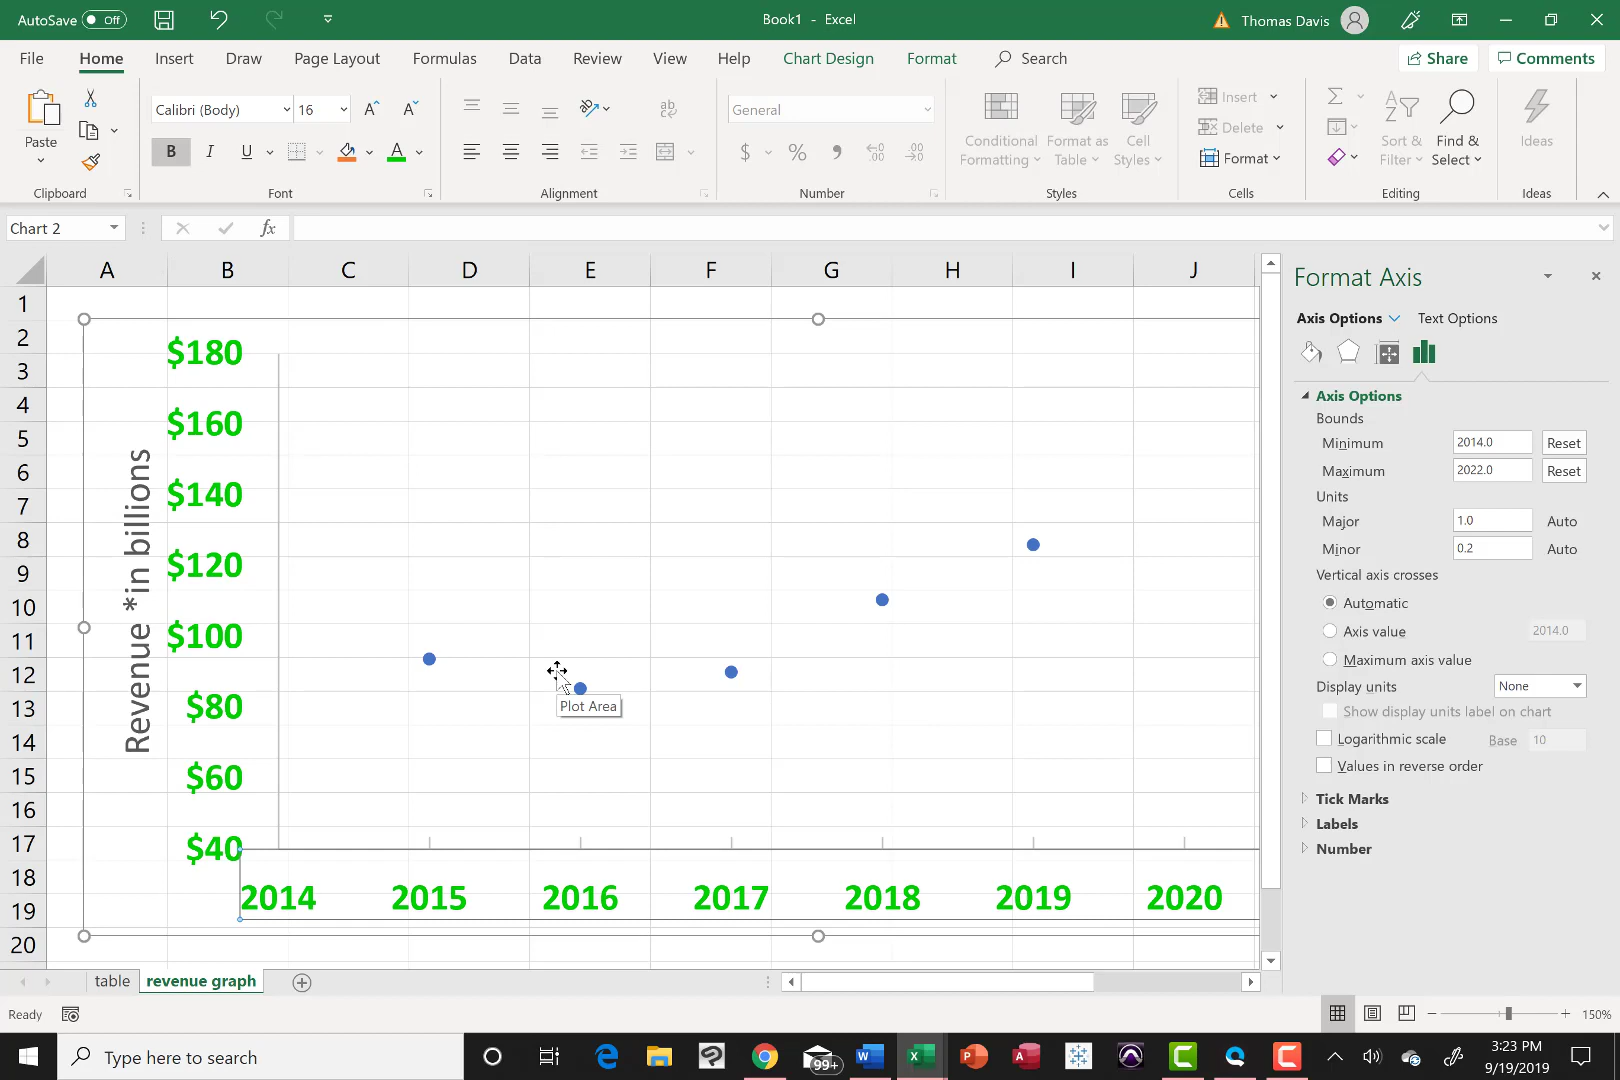 AutoSave Off
Book1 - Excel
Thomas Davis
File Home Insert Draw Page Layout Formulas Data Review View Help Chart Design Format Search
Share Comments
Paste
Clipboard
Calibri (Body) 16
B I U
Font
ab
Alignment
General
$ % 9
Number
Conditional Formatting
Format as Table
Cell Styles
Styles
Insert
Delete
Format
Cells
Sort & Filter
Find & Select
Editing
Ideas
Ideas
Chart 2
fx
A B C D E F G H I J
1
2
3
4
5
6
7
8
9
10
11
12
13
14
15
16
17
18
19
20
Revenue *in billions
$180
$160
$140
$120
$100
$80
$60
$40
2014 2015 2016 2017 2018 2019 2020
Plot Area
Format Axis
Axis Options Text Options
Axis Options
Bounds
Minimum 2014.0 Reset
Maximum 2022.0 Reset
Units
Major 1.0 Auto
Minor 0.2 Auto
Vertical axis crosses
Automatic
Axis value 2014.0
Maximum axis value
Display units None
Show display units label on chart
Logarithmic scale Base 10
Values in reverse order
Tick Marks
Labels
Number
table revenue graph
Ready
150%
Type here to search
99+
3:23 PM
9/19/2019